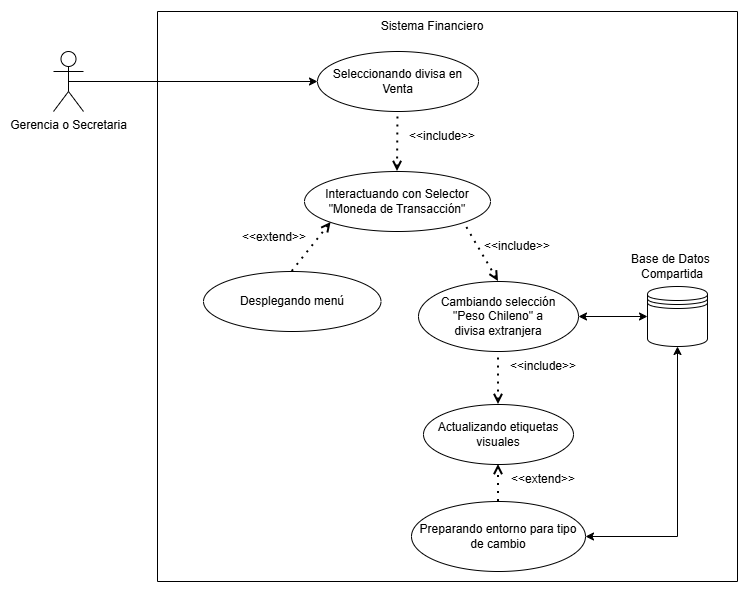 Sistema Financiero
Seleccionando divisa en
Venta
Gerencia o Secretaria
<<include>>
Interactuando con Selector
"Moneda de Transacción"
<<extend>>
<<include>>
Base de Datos
Compartida
Desplegando menú
Cambiando selección
"Peso Chileno" a
divisa extranjera
<<include>>
Actualizando etiquetas
visuales
<<extend>>
Preparando entorno para tipo
de cambio